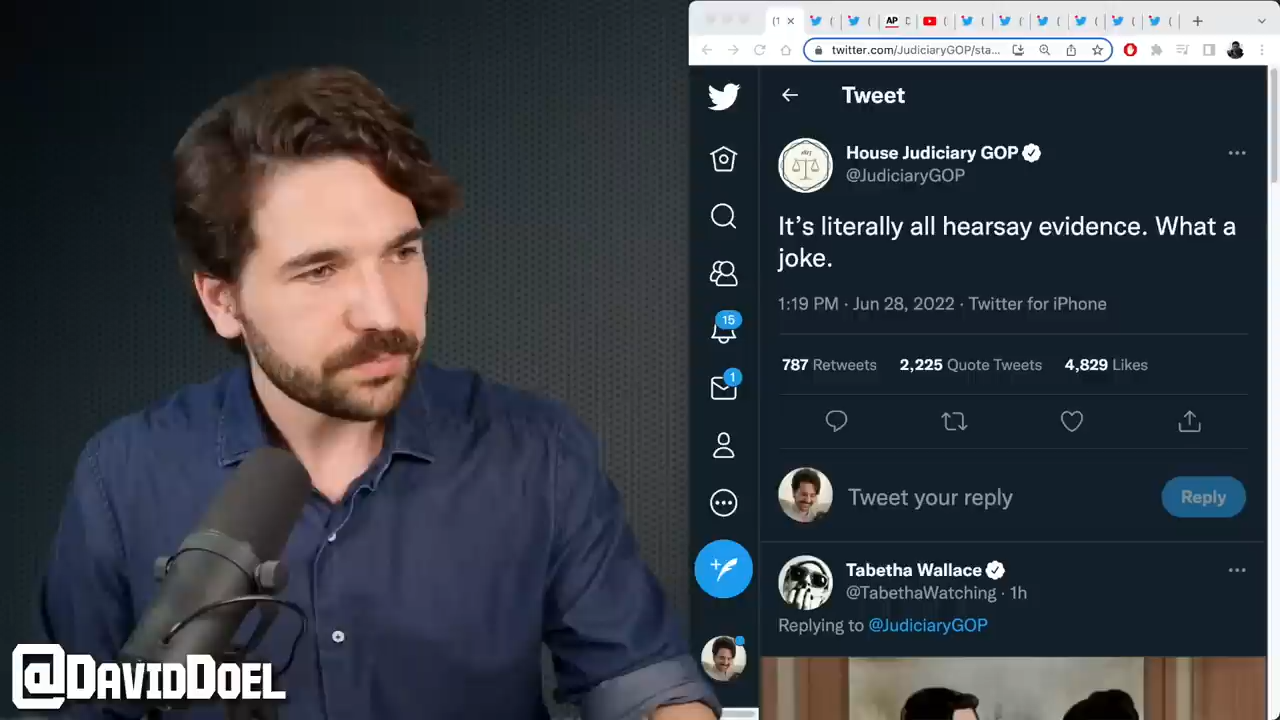 (1
(
(
AP
(
(
(
(
(
(
(
twitter.com/JudiciaryGOP/sta...
Tweet
House Judiciary GOP
@JudiciaryGOP
It’s literally all hearsay evidence. What a
joke.
1:19 PM · Jun 28, 2022 · Twitter for iPhone
787 Retweets 2,225 Quote Tweets 4,829 Likes
15
1
Tweet your reply
Reply
Tabetha Wallace
@TabethaWatching · 1h
Replying to @JudiciaryGOP
@DAVIDDOEL